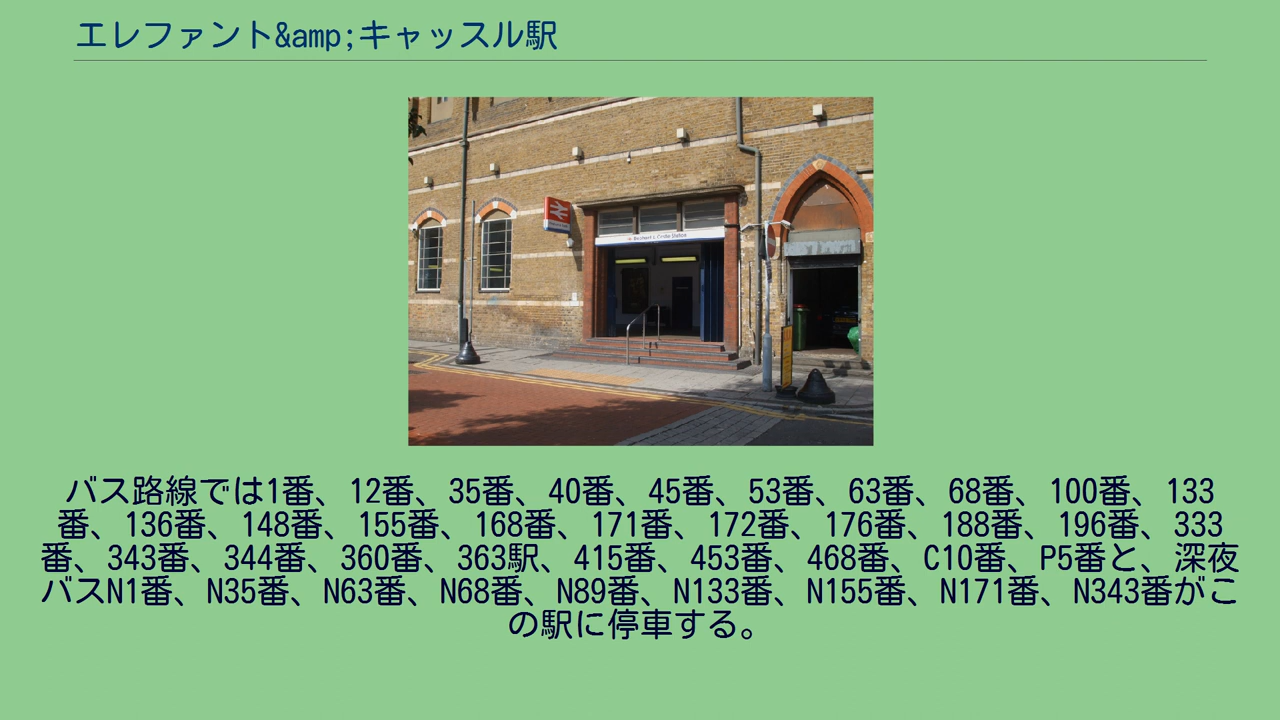 エレファント&amp;キャッスル駅
Elephant & Castle Station
バス路線では1番、12番、35番、40番、45番、53番、63番、68番、100番、133
番、136番、148番、155番、168番、171番、172番、176番、188番、196番、333
番、343番、344番、360番、363駅、415番、453番、468番、C10番、P5番と、深夜
バスN1番、N35番、N63番、N68番、N89番、N133番、N155番、N171番、N343番がこ
の駅に停車する。